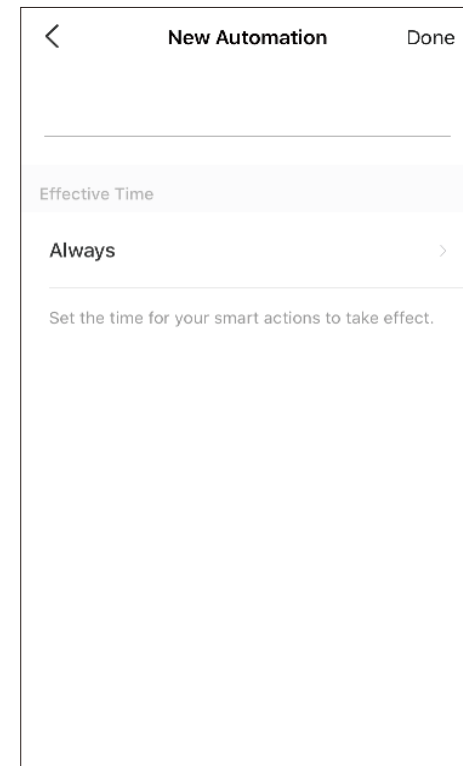 New Automation Done
Effective Time
Always
Set the time for your smart actions to take effect.